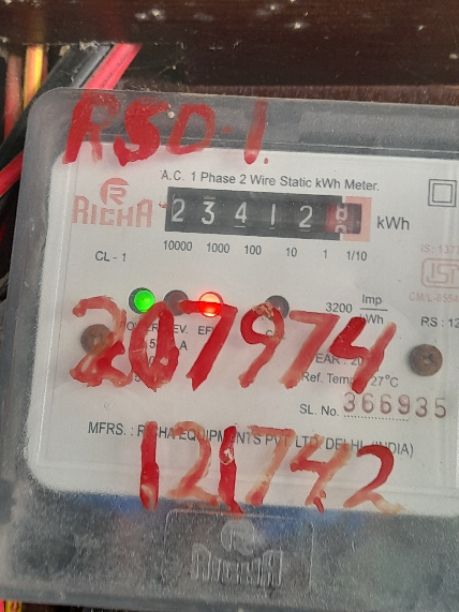 RSD-1.
A.C. 1 Phase 2 Wire Static kWh Meter.
RICHA
2 3 4 1 2 8
kWh
CL - 1
10000 1000 100 10 1 1/10
3200 Imp
207974
Ref. Temp 27°C
SL. No. 366935
MFRS. : RICHA EQUIPMENTS PVT. LTD. DELHI (INDIA)
121742
RICHA